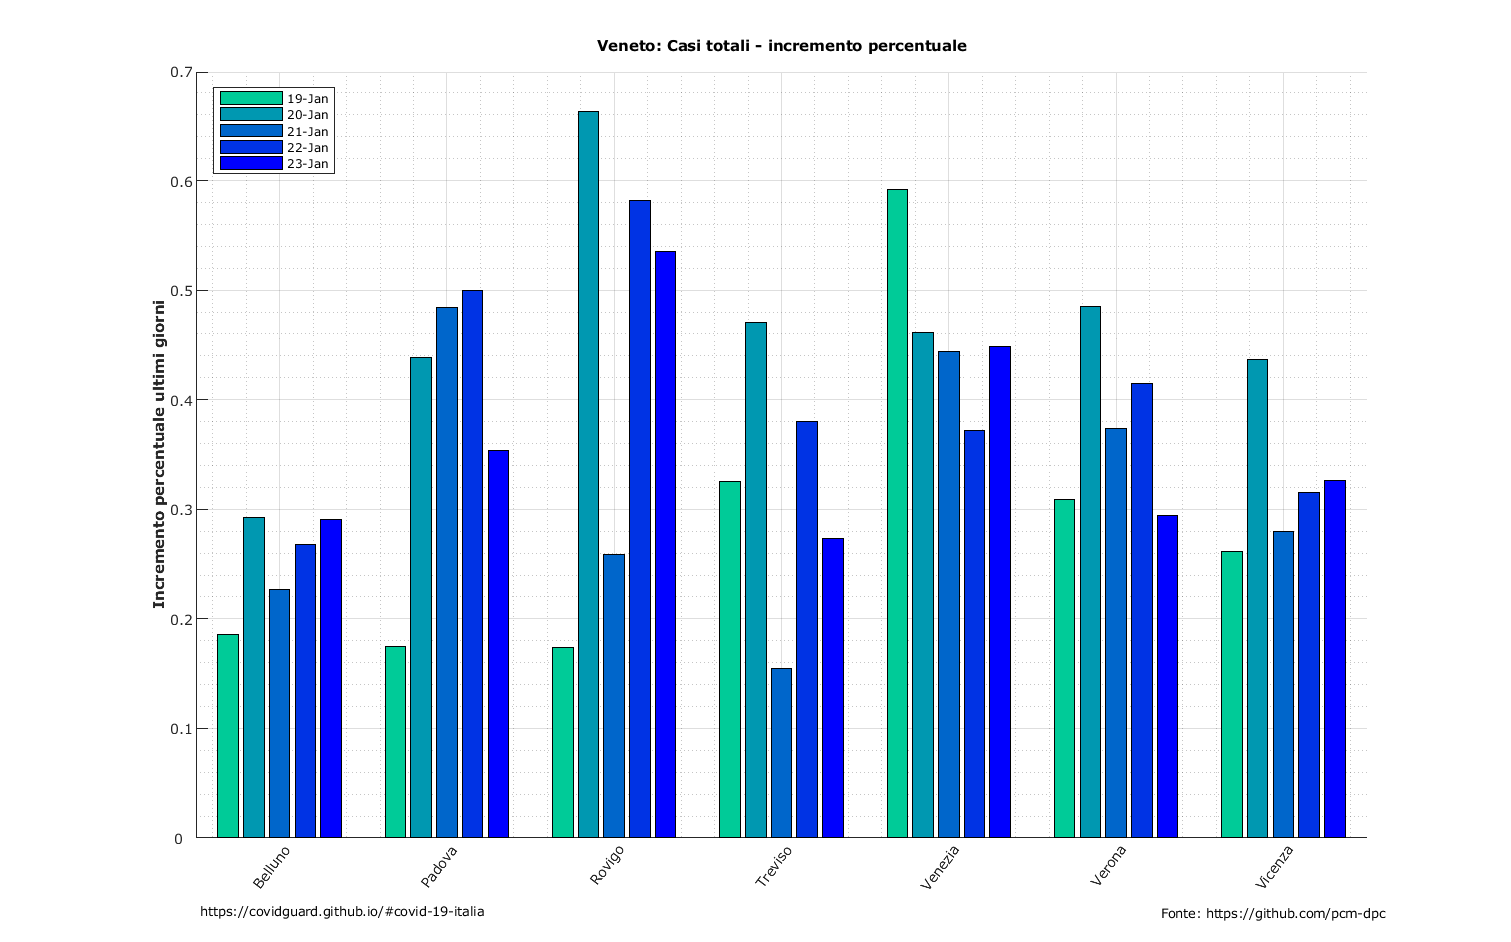 Veneto: Casi totali - incremento percentuale
Incremento percentuale ultimi giorni
0.7
0.6
0.5
0.4
0.3
0.2
0.1
0
19-Jan
20-Jan
21-Jan
22-Jan
23-Jan
Belluno
Padova
Rovigo
Treviso
Venezia
Verona
Vicenza
https://covidguard.github.io/#covid-19-italia
Fonte: https://github.com/pcm-dpc